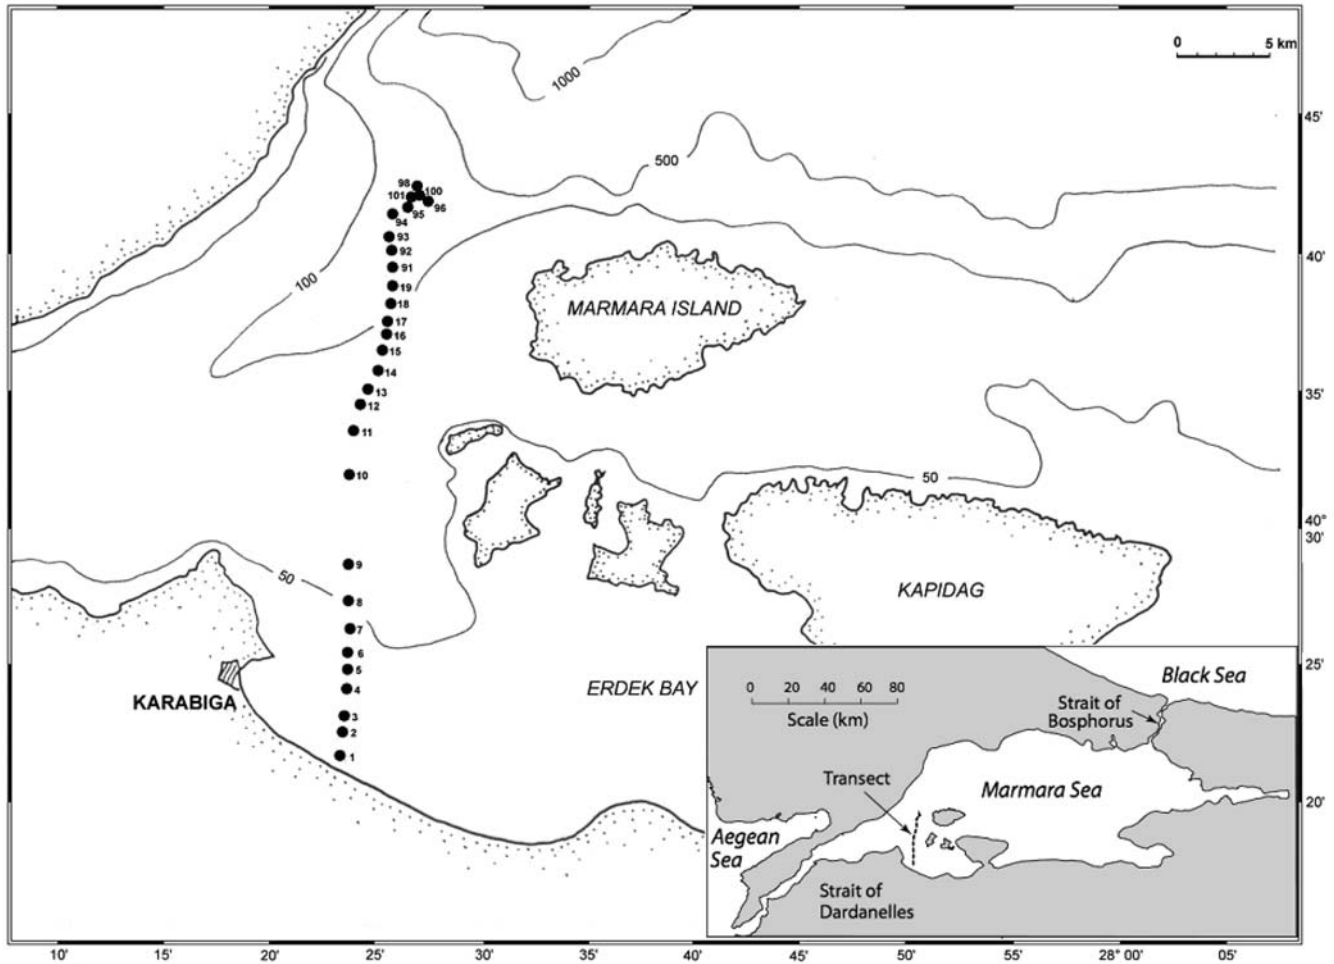 0 5 km
1000
45'
500
98
100
101
96
95
94
93
92
40'
91
100
19
18
MARMARA ISLAND
17
16
15
14
35'
13
12
11
10
50
40°
30'
9
50
8
KAPIDAG
7
6
25'
5
ERDEK BAY
4
KARABIGA
3
2
1
Black Sea
0 20 40 60 80
Scale (km)
Strait of
Bosphorus
Transect
Marmara Sea
20'
Aegean
Sea
Strait of
Dardanelles
10' 15' 20' 25' 30' 35' 40' 45' 50' 55' 28° 00' 05'